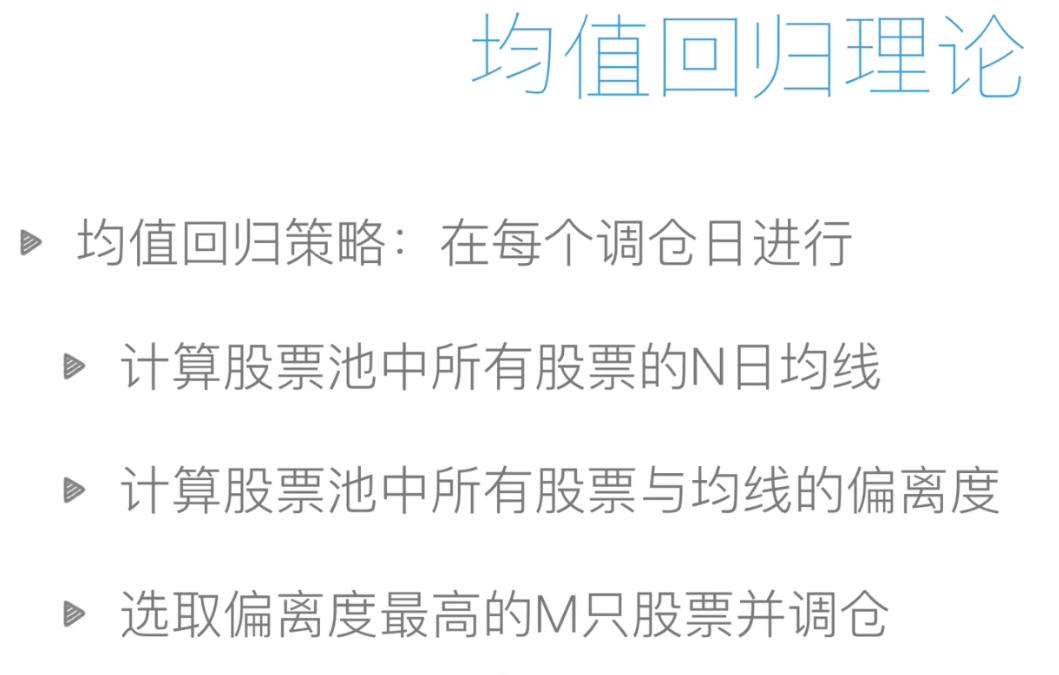 均值回归理论
均值回归策略：在每个调仓日进行
计算股票池中所有股票的N日均线
计算股票池中所有股票与均线的偏离度
选取偏离度最高的M只股票并调仓